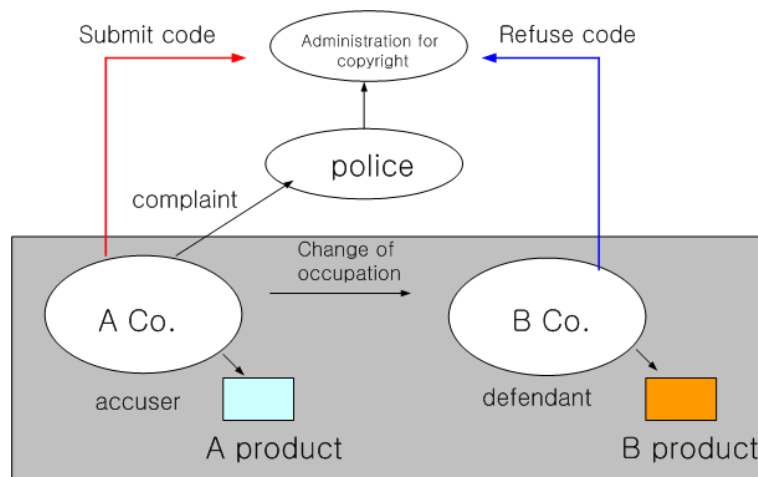 Submit code
Administration for
copyright
Refuse code
police
complaint
Change of
occupation
A Co.
B Co.
accuser
defendant
A product
B product